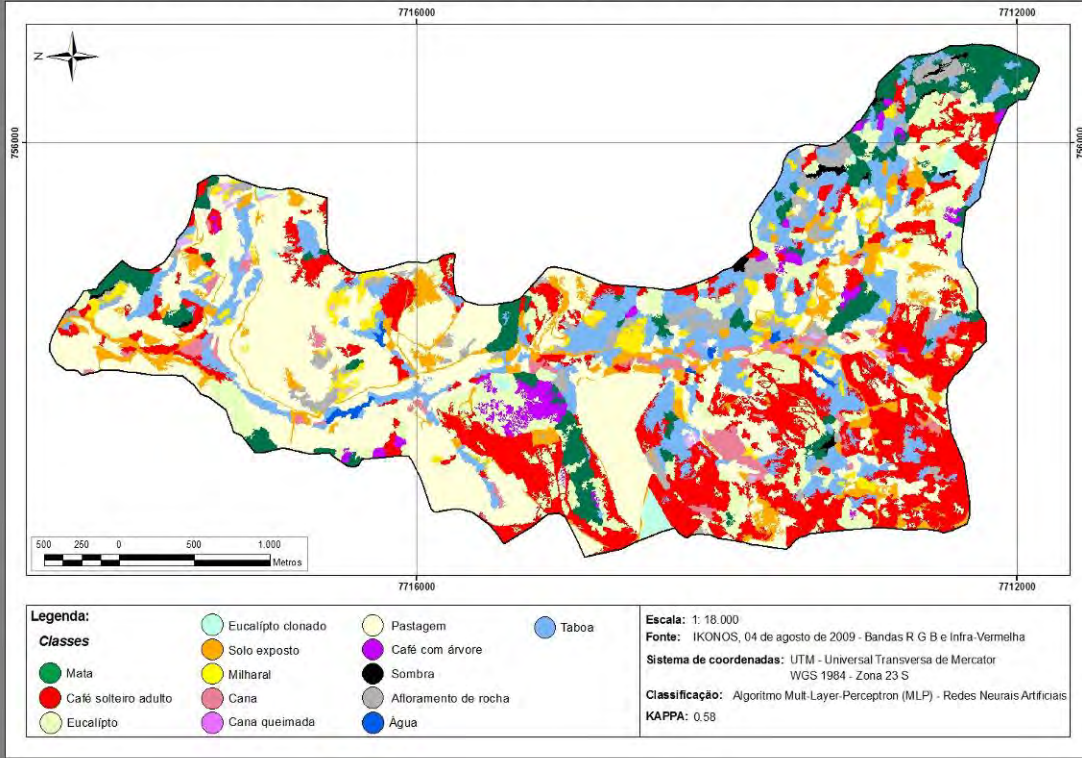 7716000
7712000
N
756000
756000
500 250 0 500 1.000
Metros
7716000
7712000
Legenda:
Classes
Mata
Café solteiro adulto
Eucalípto
Eucalípto clonado
Solo exposto
Milharal
Cana
Cana queimada
Pastagem
Café com árvore
Sombra
Afloramento de rocha
Água
Taboa
Escala: 1: 18.000
Fonte: IKONOS, 04 de agosto de 2009 - Bandas R G B e Infra-Vermelha
Sistema de coordenadas: UTM - Universal Transversa de Mercator
WGS 1984 - Zona 23 S
Classificação: Algoritmo Mult-Layer-Perceptron (MLP) - Redes Neurais Artificiais
KAPPA: 0.58